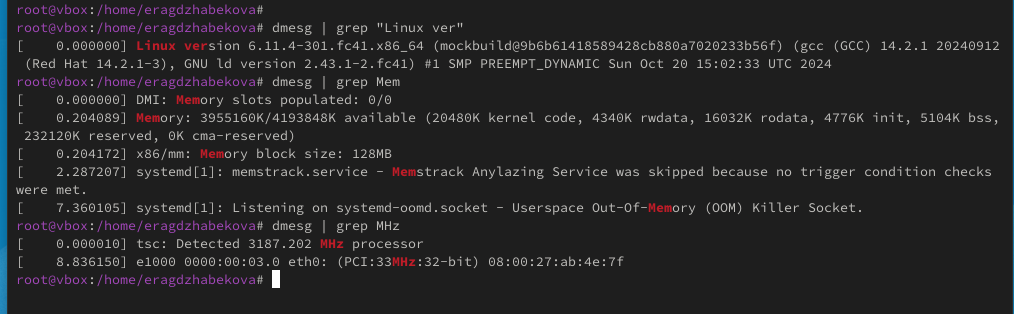 root@vbox:/home/eragdzhabekova#
root@vbox:/home/eragdzhabekova# dmesg | grep "Linux ver"
[    0.000000] Linux version 6.11.4-301.fc41.x86_64 (mockbuild@9b6b61418589428cb880a7020233b56f) (gcc (GCC) 14.2.1 20240912
(Red Hat 14.2.1-3), GNU ld version 2.43.1-2.fc41) #1 SMP PREEMPT_DYNAMIC Sun Oct 20 15:02:33 UTC 2024
root@vbox:/home/eragdzhabekova# dmesg | grep Mem
[    0.000000] DMI: Memory slots populated: 0/0
[    0.204089] Memory: 3955160K/4193848K available (20480K kernel code, 4340K rwdata, 16032K rodata, 4776K init, 5104K bss,
232120K reserved, 0K cma-reserved)
[    0.204172] x86/mm: Memory block size: 128MB
[    2.287207] systemd[1]: memstrack.service - Memstrack Anylazing Service was skipped because no trigger condition checks
were met.
[    7.360105] systemd[1]: Listening on systemd-oomd.socket - Userspace Out-Of-Memory (OOM) Killer Socket.
root@vbox:/home/eragdzhabekova# dmesg | grep MHz
[    0.000010] tsc: Detected 3187.202 MHz processor
[    8.836150] e1000 0000:00:03.0 eth0: (PCI:33MHz:32-bit) 08:00:27:ab:4e:7f
root@vbox:/home/eragdzhabekova#